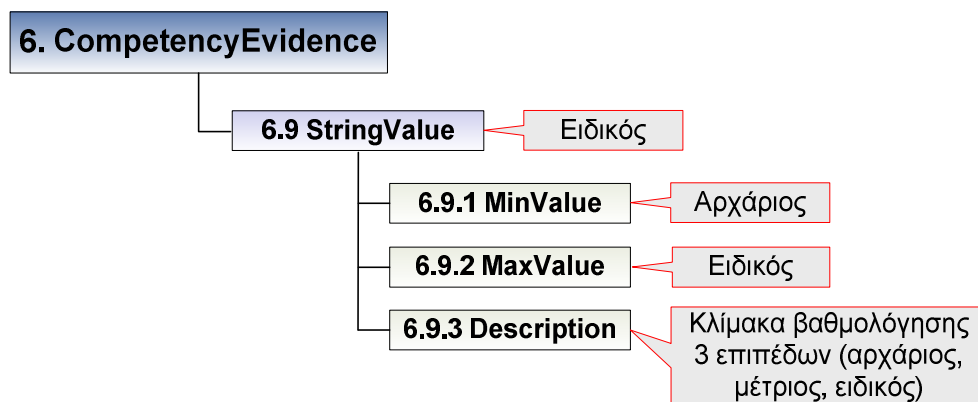 6. CompetencyEvidence
6.9 StringValue
Ειδικός
6.9.1 MinValue
Αρχάριος
6.9.2 MaxValue
Ειδικός
6.9.3 Description
Κλίμακα βαθμολόγησης
3 επιπέδων (αρχάριος,
μέτριος, ειδικός)